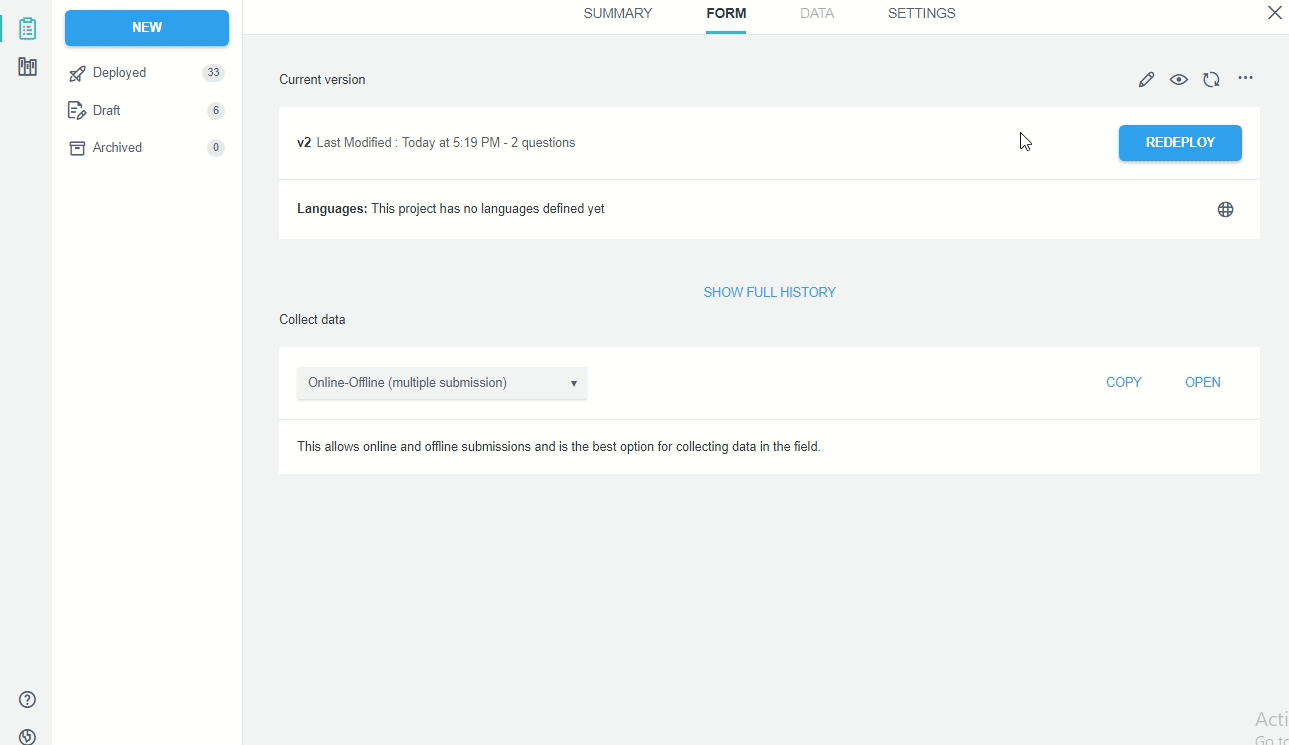 SUMMARY FORM DATA SETTINGS
NEW
Deployed 33
Draft 6
Archived 0
Current version
v2 Last Modified : Today at 5:19 PM - 2 questions
REDEPLOY
Languages: This project has no languages defined yet
SHOW FULL HISTORY
Collect data
Online-Offline (multiple submission)
COPY OPEN
This allows online and offline submissions and is the best option for collecting data in the field.
Acti
Go to